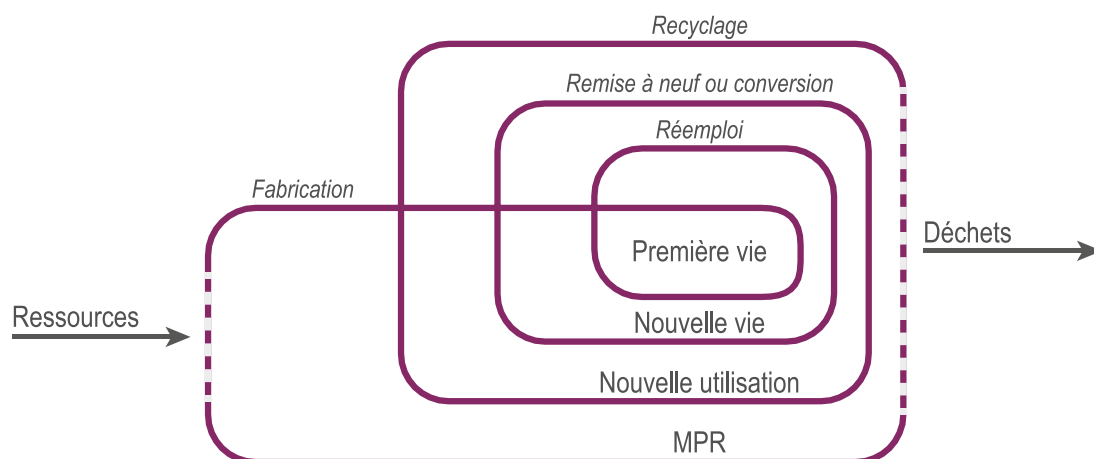 Recyclage
Remise à neuf ou conversion
Réemploi
Fabrication
Déchets
Première vie
Ressources
Nouvelle vie
Nouvelle utilisation
MPR